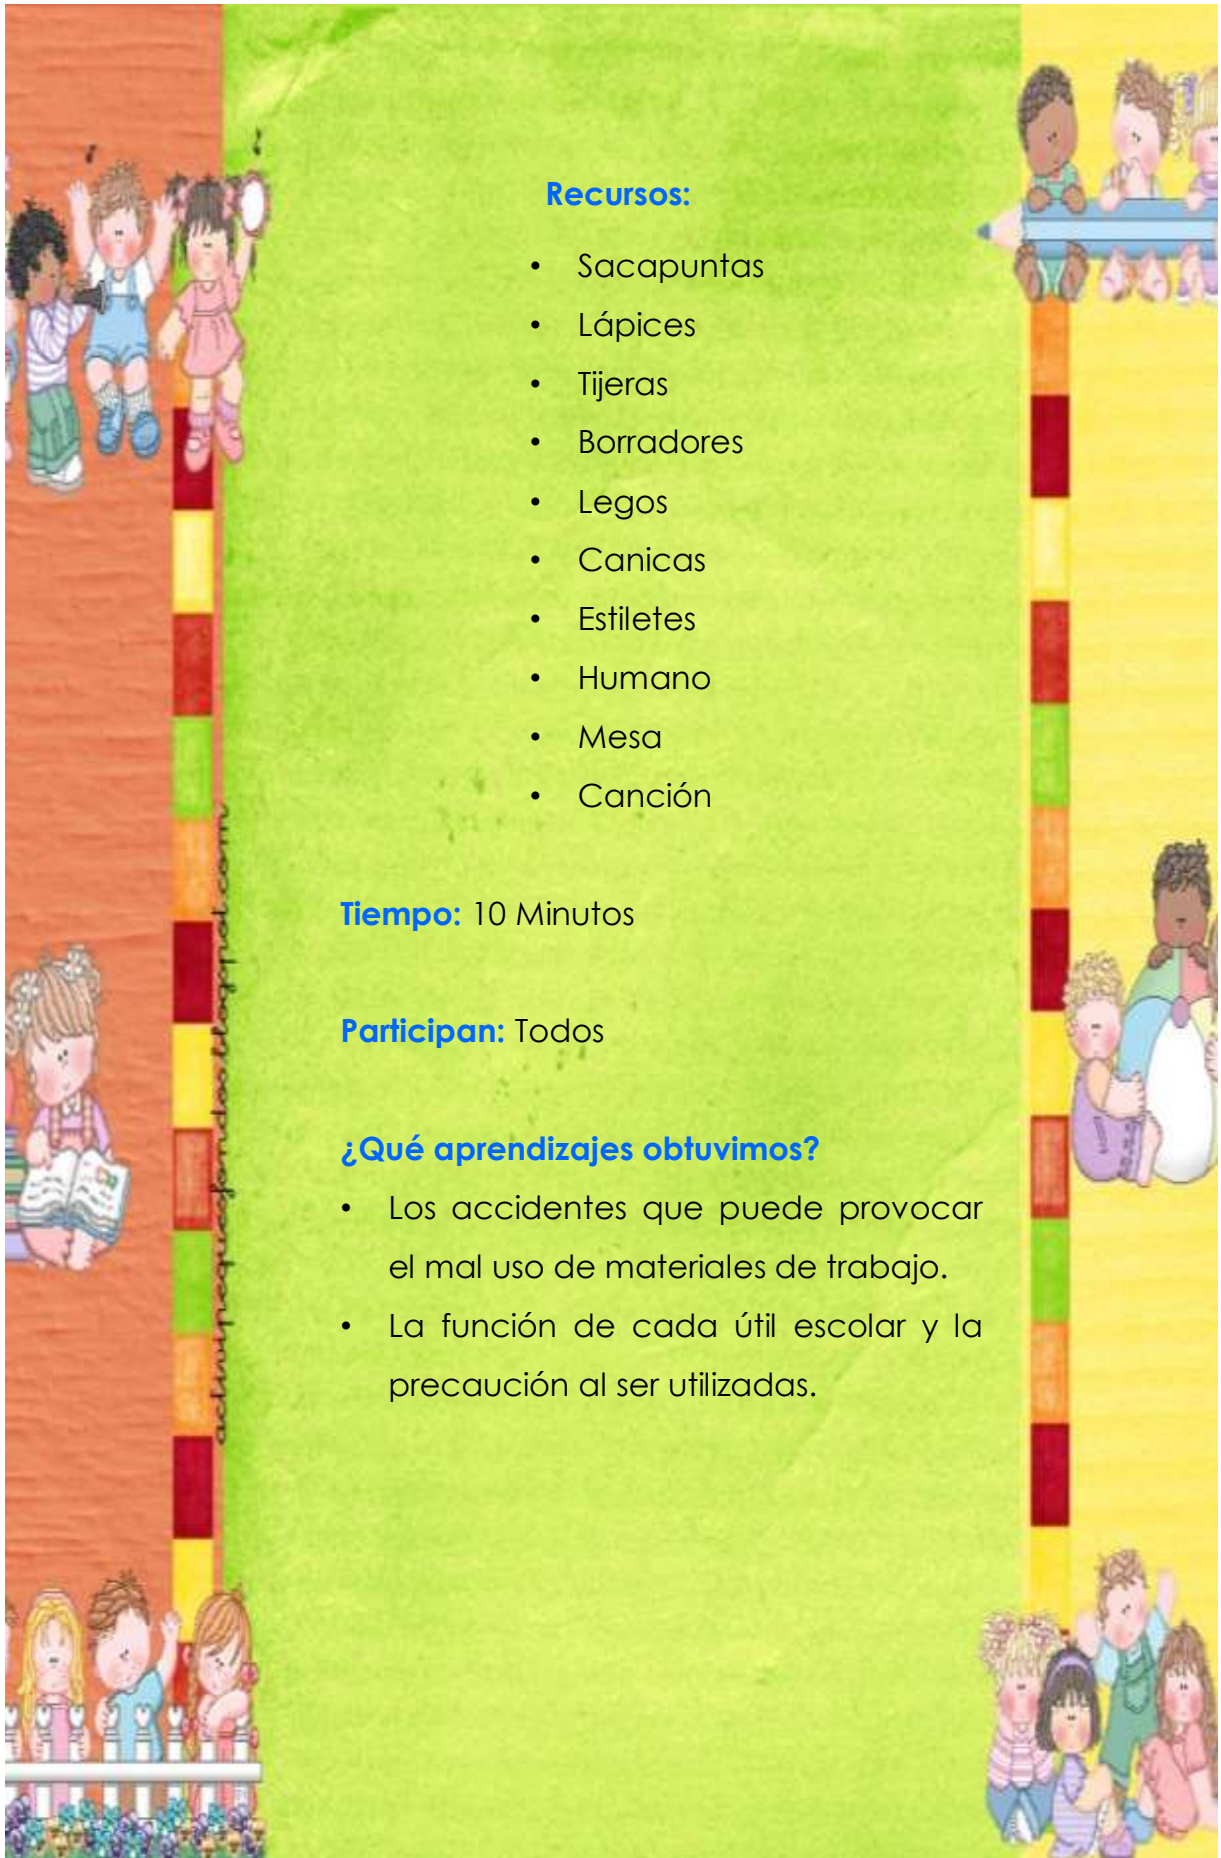 Recursos:
• Sacapuntas
• Lápices
• Tijeras
• Borradores
• Legos
• Canicas
• Estiletes
• Humano
• Mesa
• Canción
Tiempo: 10 Minutos
Participan: Todos
¿Qué aprendizajes obtuvimos?
• Los accidentes que puede provocar
el mal uso de materiales de trabajo.
• La función de cada útil escolar y la
precaución al ser utilizadas.